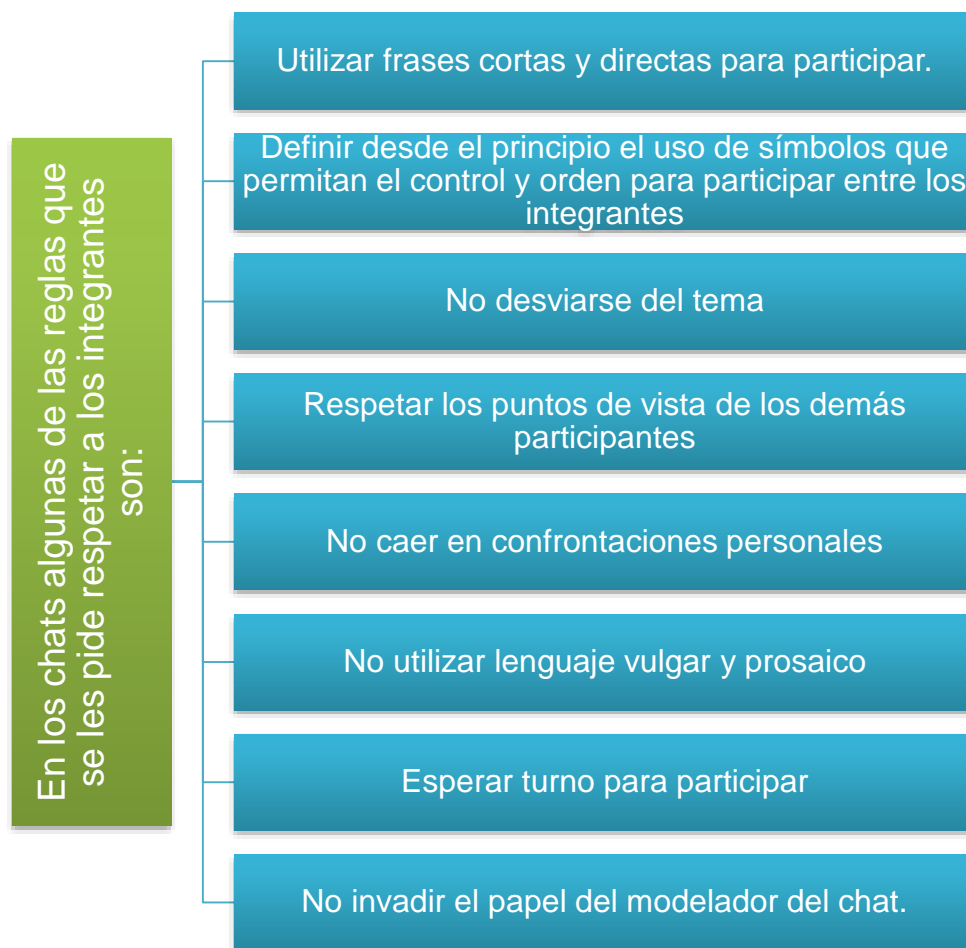 En los chats algunas de las reglas que
se les pide respetar a los integrantes
son:
Utilizar frases cortas y directas para participar.
Definir desde el principio el uso de símbolos que
permitan el control y orden para participar entre los
integrantes
No desviarse del tema
Respetar los puntos de vista de los demás
participantes
No caer en confrontaciones personales
No utilizar lenguaje vulgar y prosaico
Esperar turno para participar
No invadir el papel del modelador del chat.